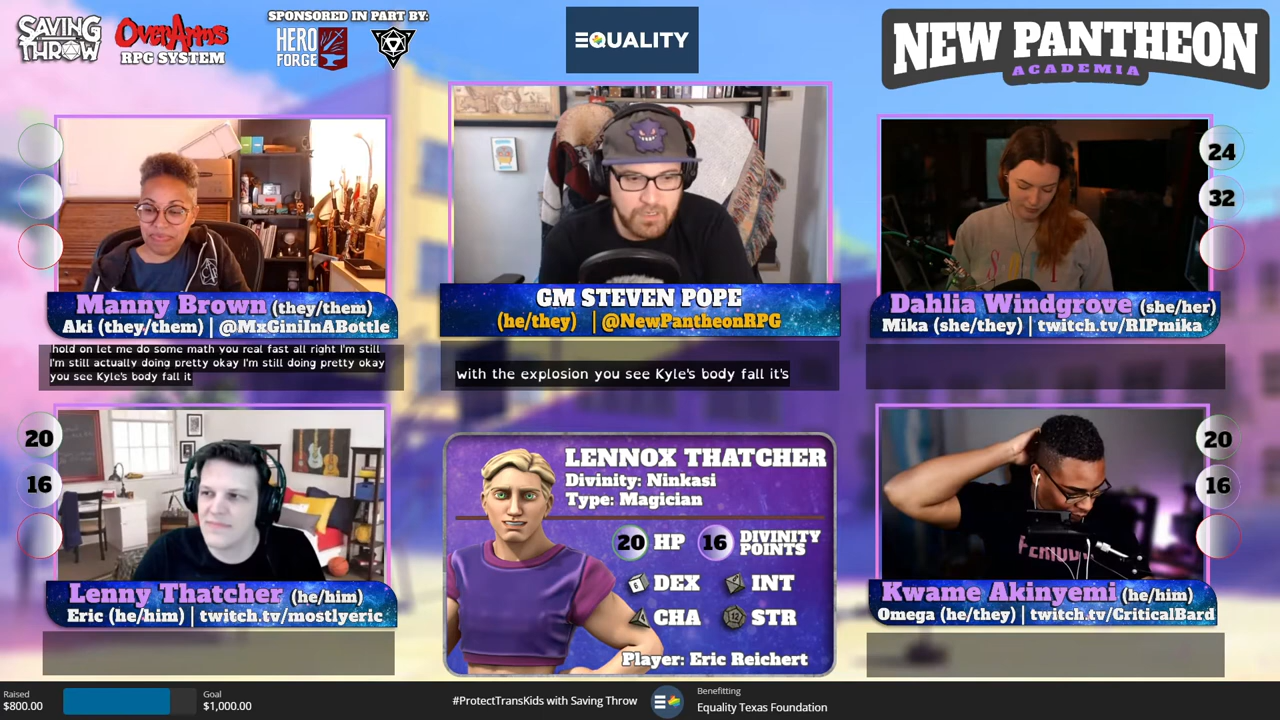 SAVING
THROW
OVERARMS
RPG SYSTEM
SPONSORED IN PART BY:
HERO
FORGE
EQUALITY
NEW PANTHEON
ACADEMIA
24
32
Manny Brown (they/them)
Aki (they/them) | @MxGiniInABottle
GM STEVEN POPE
(he/they) | @NewPantheonRPG
Dahlia Windgrove (she/her)
Mika (she/they) | twitch.tv/RIPmika
hold on let me do some math you real fast all right I'm still
I'm still actually doing pretty okay I'm still doing pretty okay
you see Kyle's body fall it
with the explosion you see Kyle's body fall it's
20
16
Lenny Thatcher (he/him)
Eric (he/him) | twitch.tv/mostlyeric
LENNOX THATCHER
Divinity: Ninkasi
Type: Magician
20 HP 16 DIVINITY
POINTS
DEX INT
CHA STR
Player: Eric Reichert
20
16
Kwame Akinyemi (he/him)
Omega (he/they) | twitch.tv/CriticalBard
Raised
$800.00
Goal
$1,000.00
#ProtectTransKids with Saving Throw
Benefitting
Equality Texas Foundation